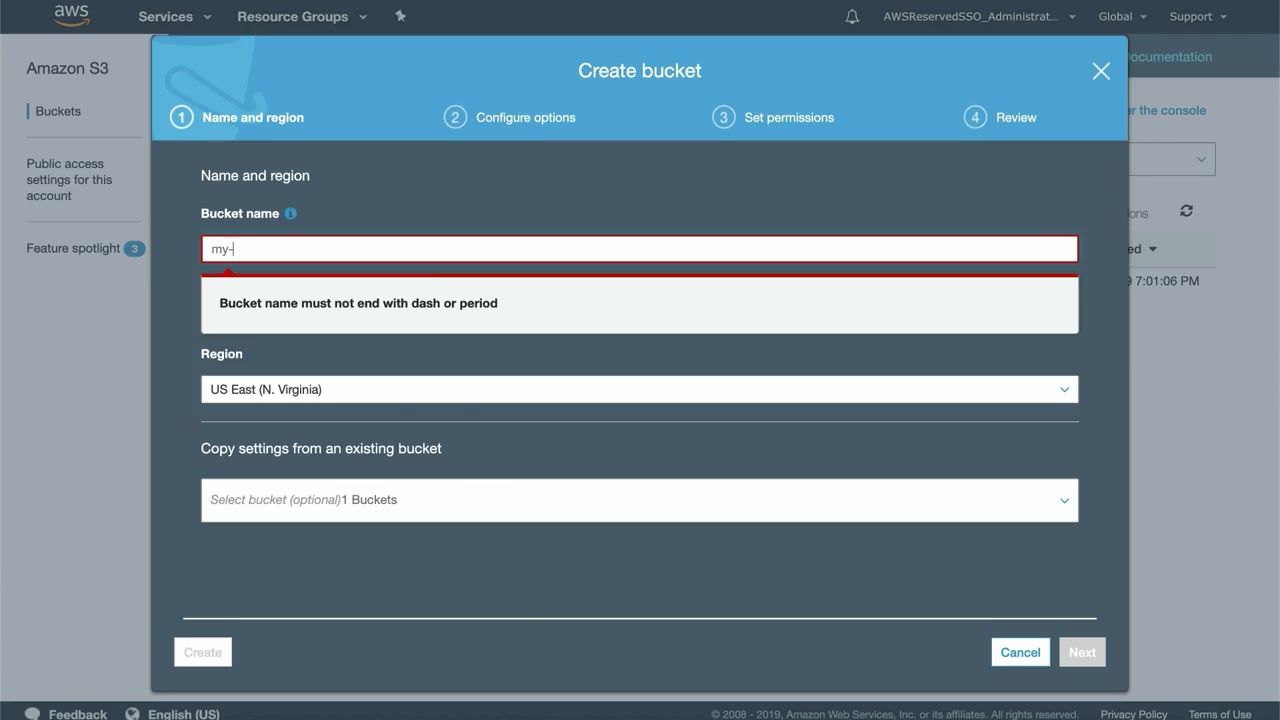 aws
Services
Resource Groups
AWSReservedSSO_Administrat...
Global
Support
Amazon S3
Buckets
Public access
settings for this
account
Feature spotlight 3
Documentation
er the console
ons
ed
9 7:01:06 PM
Create bucket
1 Name and region
2 Configure options
3 Set permissions
4 Review
Name and region
Bucket name
my-
Bucket name must not end with dash or period
Region
US East (N. Virginia)
Copy settings from an existing bucket
Select bucket (optional)1 Buckets
Create
Cancel
Next
Feedback
English (US)
© 2008 - 2019, Amazon Web Services, Inc. or its affiliates. All rights reserved.
Privacy Policy
Terms of Use